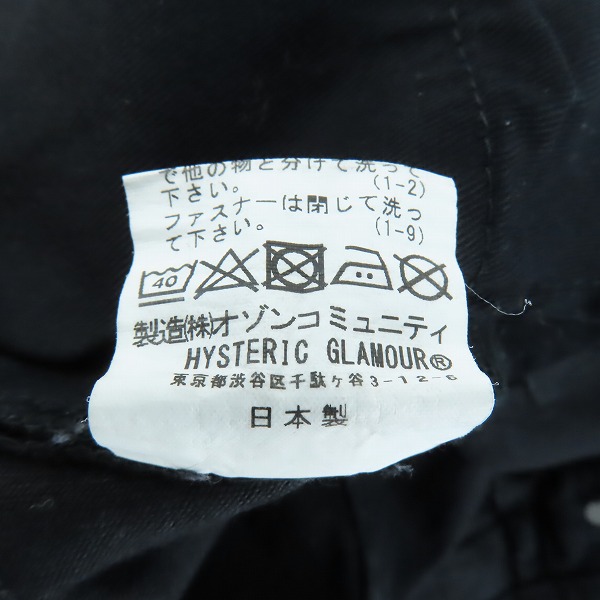 で他の物と分けて洗って
下さい。 (1-2)
ファスナーは閉じて洗っ
て下さい。 (1-9)
40
製造(株)オゾンコミュニティ
HYSTERIC GLAMOUR®
東京都渋谷区千駄ヶ谷3-12-6
日本製